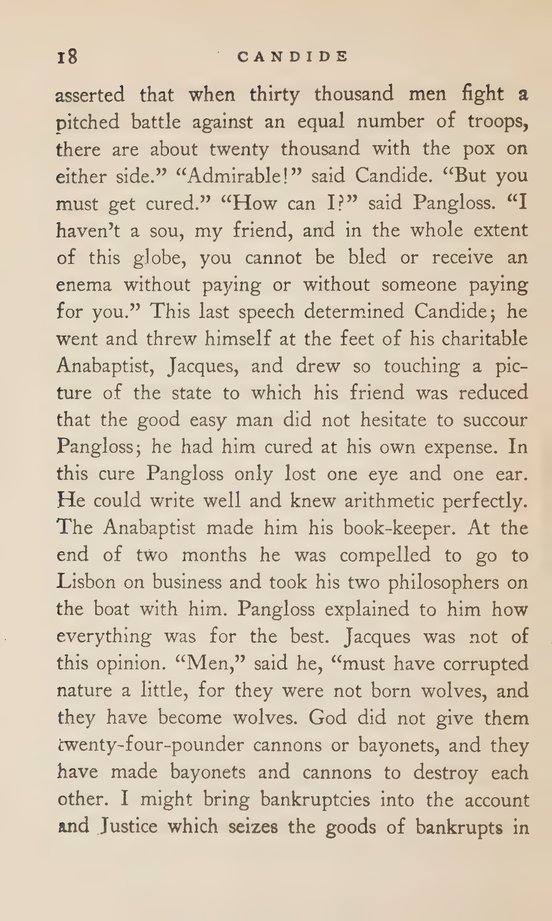 18 CANDIDE
asserted that when thirty thousand men fight a
pitched battle against an equal number of troops,
there are about twenty thousand with the pox on
either side.” “Admirable!” said Candide. “But you
must get cured.” “How can I?” said Pangloss. “I
haven’t a sou, my friend, and in the whole extent
of this globe, you cannot be bled or receive an
enema without paying or without someone paying
for you.” This last speech determined Candide; he
went and threw himself at the feet of his charitable
Anabaptist, Jacques, and drew so touching a pic-
ture of the state to which his friend was reduced
that the good easy man did not hesitate to succour
Pangloss; he had him cured at his own expense. In
this cure Pangloss only lost one eye and one ear.
He could write well and knew arithmetic perfectly.
The Anabaptist made him his book-keeper. At the
end of two months he was compelled to go to
Lisbon on business and took his two philosophers on
the boat with him. Pangloss explained to him how
everything was for the best. Jacques was not of
this opinion. “Men,” said he, “must have corrupted
nature a little, for they were not born wolves, and
they have become wolves. God did not give them
twenty-four-pounder cannons or bayonets, and they
have made bayonets and cannons to destroy each
other. I might bring bankruptcies into the account
and Justice which seizes the goods of bankrupts in